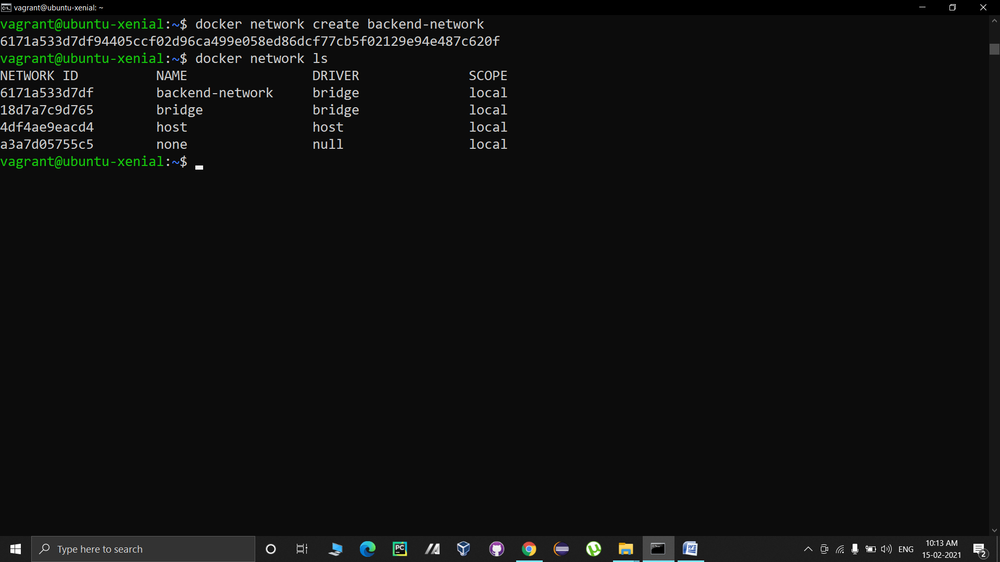 vagrant@ubuntu-xenial: ~
vagrant@ubuntu-xenial:~$ docker network create backend-network
6171a533d7df94405ccf02d96ca499e058ed86dcf77cb5f02129e94e487c620f
vagrant@ubuntu-xenial:~$ docker network ls
NETWORK ID          NAME                DRIVER              SCOPE
6171a533d7df        backend-network     bridge              local
18d7a7c9d765        bridge              bridge              local
4df4ae9eacd4        host                host                local
a3a7d05755c5        none                null                local
vagrant@ubuntu-xenial:~$
Type here to search
PC
ENG
10:13 AM
15-02-2021
2